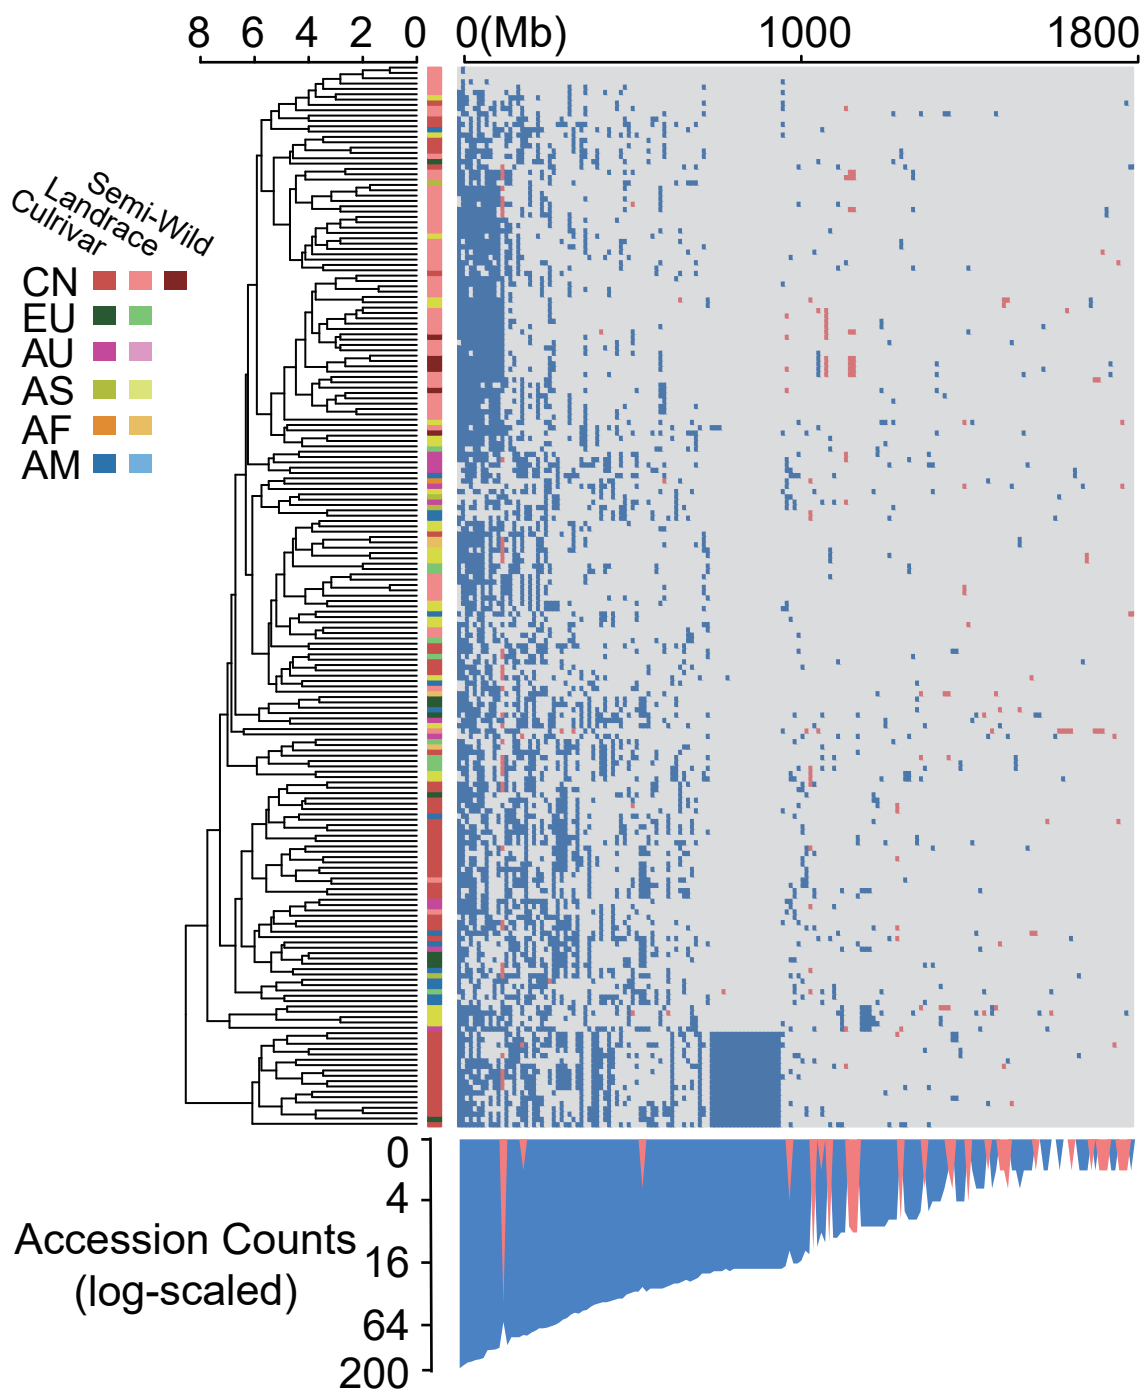 8 6 4 2 0 0(Mb) 1000 1800
Semi-Wild
Landrace
Culrivar
CN
EU
AU
AS
AF
AM
0
4
16
64
200
Accession Counts
(log-scaled)